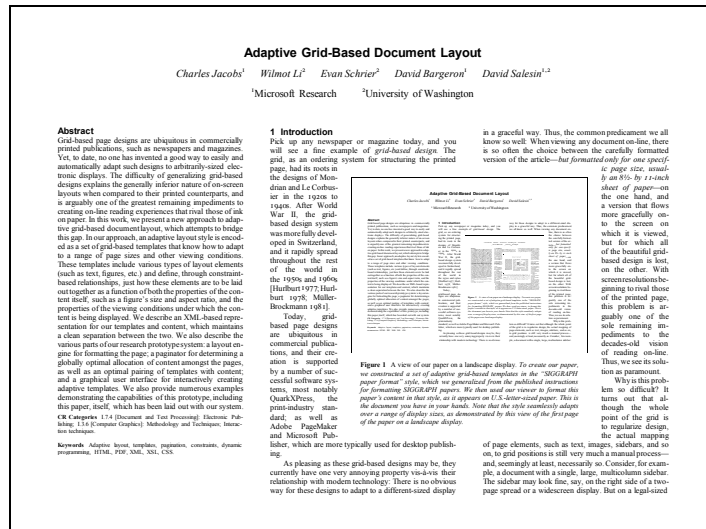 Adaptive Grid-Based Document Layout
Charles Jacobs¹ Wilmot Li² Evan Schrier² David Bargeron¹ David Salesin¹,²
¹Microsoft Research ²University of Washington
Abstract
Grid-based page designs are ubiquitous in commercially
printed publications, such as newspapers and magazines.
Yet, to date, no one has invented a good way to easily and
automatically adapt such designs to arbitrarily-sized elec-
tronic displays. The difficulty of generalizing grid-based
designs explains the generally inferior nature of on-screen
layouts when compared to their printed counterparts, and
is arguably one of the greatest remaining impediments to
creating on-line reading experiences that rival those of ink
on paper. In this work, we present a new approach to adap-
tive grid-based document layout, which attempts to bridge
this gap. In our approach, an adaptive layout style is encod-
ed as a set of grid-based templates that know how to adapt
to a range of page sizes and other viewing conditions.
These templates include various types of layout elements
(such as text, figures, etc.) and define, through constraint-
based relationships, just how these elements are to be laid
out together as a function of both the properties of the con-
tent itself, such as a figure's size and aspect ratio, and the
properties of the viewing conditions under which the con-
tent is being displayed. We describe an XML-based repre-
sentation for our templates and content, which maintains
a clean separation between the two. We also describe the
various parts of our research prototype system: a layout en-
gine for formatting the page; a paginator for determining a
globally optimal allocation of content amongst the pages,
as well as an optimal pairing of templates with content;
and a graphical user interface for interactively creating
adaptive templates. We also provide numerous examples
demonstrating the capabilities of this prototype, including
this paper, itself, which has been laid out with our system.
CR Categories I.7.4 [Document and Text Processing]: Electronic Pub-
lishing; I.3.6 [Computer Graphics]: Methodology and Techniques; Interac-
tion techniques.
Keywords Adaptive layout, templates, pagination, constraints, dynamic
programming, HTML, PDF, XML, XSL, CSS.
1 Introduction
Pick up any newspaper or magazine today, and you
will see a fine example of grid-based design. The
grid, as an ordering system for structuring the printed
page, had its roots in
the designs of Mon-
drian and Le Corbus-
ier in the 1920s to
1940s. After World
War II, the grid-
based design system
was more fully devel-
oped in Switzerland,
and it rapidly spread
throughout the rest
of the world in
the 1950s and 1960s
[Hurlburt 1977, Hurl-
burt 1978; Müller-
Brockmann 1981].
Today, grid-
based page designs
are ubiquitous in
commercial publica-
tions, and their cre-
ation is supported
by a number of suc-
cessful software sys-
tems, most notably
QuarkXPress, the
print-industry stan-
dard; as well as
Adobe PageMaker
and Microsoft Pub-
lisher, which are more typically used for desktop publish-
ing.
As pleasing as these grid-based designs may be, they
currently have one very annoying property vis-à-vis their
relationship with modern technology: There is no obvious
way for these designs to adapt to a different-sized display
Adaptive Grid-Based Document Layout
Figure 1 A view of our paper on a landscape display. To create our paper,
we constructed a set of adaptive grid-based templates in the “SIGGRAPH
paper format” style, which we generalized from the published instructions
for formatting SIGGRAPH papers. We then used our viewer to format this
paper's content in that style, as it appears on U.S.-letter-sized paper. This is
the document you have in your hands. Note that the style seamlessly adapts
over a range of display sizes, as demonstrated by this view of the first page
of the paper on a landscape display.
in a graceful way. Thus, the common predicament we all
know so well: When viewing any document on-line, there
is so often the choice between the carefully formatted
version of the article—but formatted only for one specif-
ic page size, usual-
ly an 8½- by 11-inch
sheet of paper—on
the one hand, and
a version that flows
more gracefully on-
to the screen on
which it is viewed,
but for which all
of the beautiful grid-
based design is lost,
on the other. With
screen resolutions be-
ginning to rival those
of the printed page,
this problem is ar-
guably one of the
sole remaining im-
pediments to the
decades-old vision
of reading on-line.
Thus, we see its solu-
tion as paramount.
Why is this prob-
lem so difficult? It
turns out that al-
though the whole
point of the grid is
to regularize design,
the actual mapping
of page elements, such as text, images, sidebars, and so
on, to grid positions is still very much a manual process—
and, seemingly at least, necessarily so. Consider, for exam-
ple, a document with a single, large, multicolumn sidebar.
The sidebar may look fine, say, on the right side of a two-
page spread or a widescreen display. But on a legal-sized